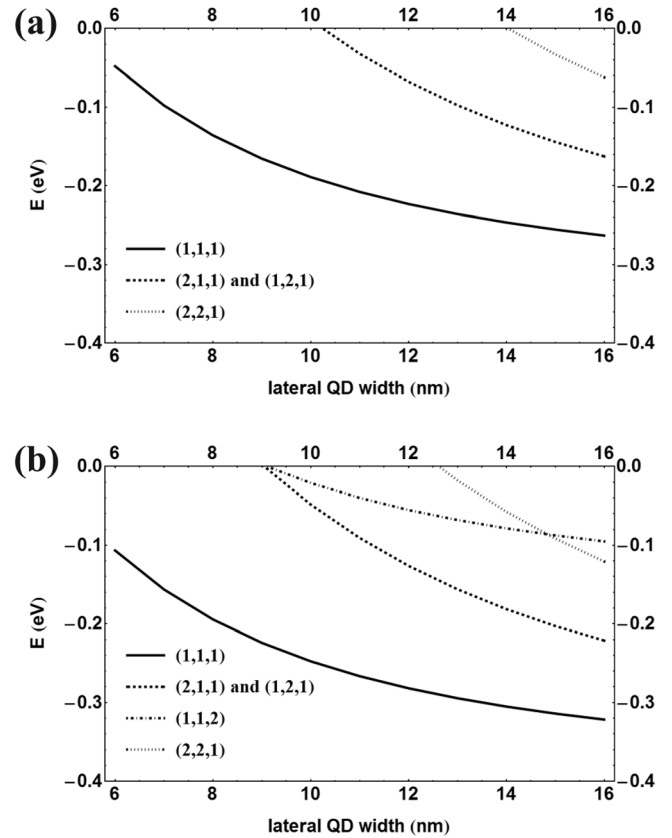 (a)
6 8 10 12 14 16
0.0 0.0
−0.1 −0.1
E (eV)
−0.2 −0.2
(1,1,1)
−0.3 (2,1,1) and (1,2,1) −0.3
(2,2,1)
−0.4 −0.4
6 8 10 12 14 16
lateral QD width (nm)
(b)
6 8 10 12 14 16
0.0 0.0
−0.1 −0.1
E (eV)
−0.2 −0.2
(1,1,1)
(2,1,1) and (1,2,1)
−0.3 −0.3
(1,1,2)
(2,2,1)
−0.4 −0.4
6 8 10 12 14 16
lateral QD width (nm)